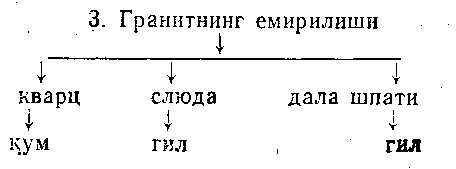 3. Гранитнинг емирилиши
кварц слюда дала шпати
қум гил гил